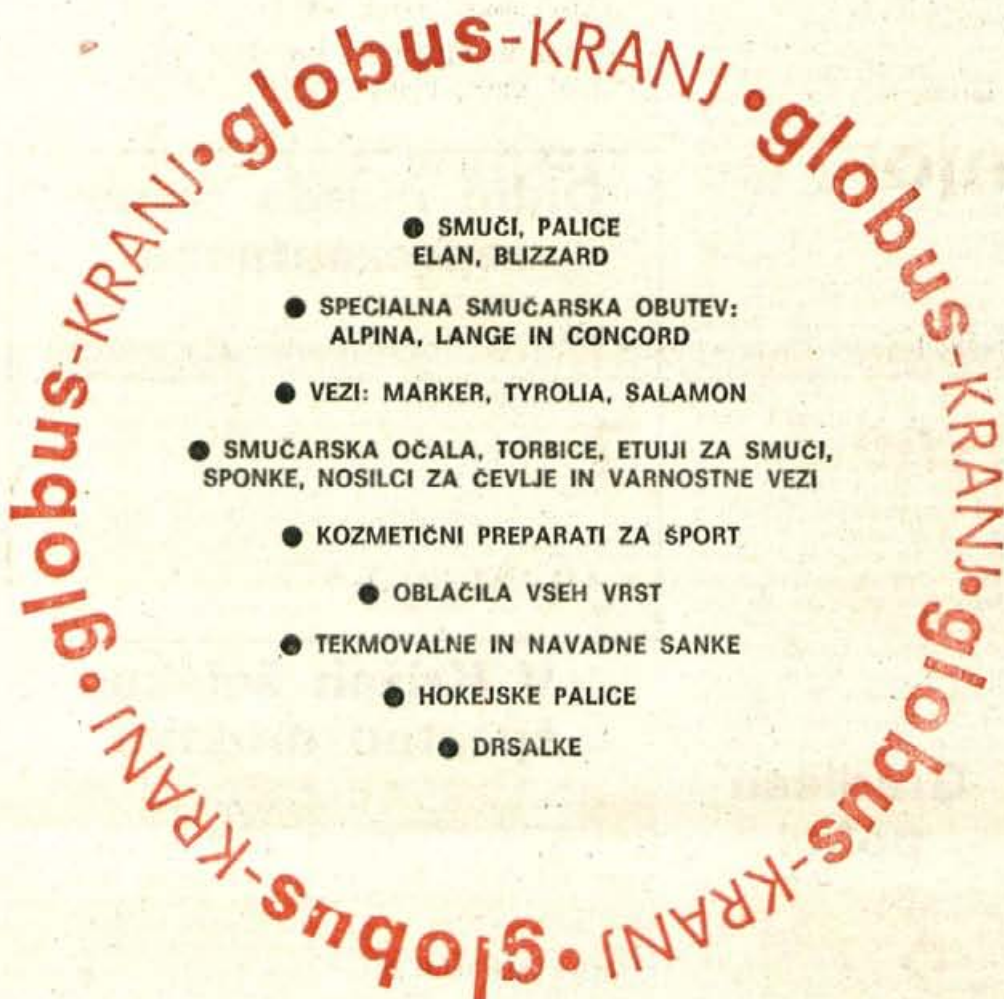 globus-KRANJ•globus-KRANJ•globus-KRANJ•globus-KRANJ•globus-KRANJ•
● SMUČI, PALICE
ELAN, BLIZZARD
● SPECIALNA SMUČARSKA OBUTEV:
ALPINA, LANGE IN CONCORD
● VEZI: MARKER, TYROLIA, SALAMON
● SMUČARSKA OČALA, TORBICE, ETUIJI ZA SMUČI,
SPONKE, NOSILCI ZA ČEVLJE IN VARNOSTNE VEZI
● KOZMETIČNI PREPARATI ZA ŠPORT
● OBLAČILA VSEH VRST
● TEKMOVALNE IN NAVADNE SANKE
● HOKEJSKE PALICE
● DRSALKE